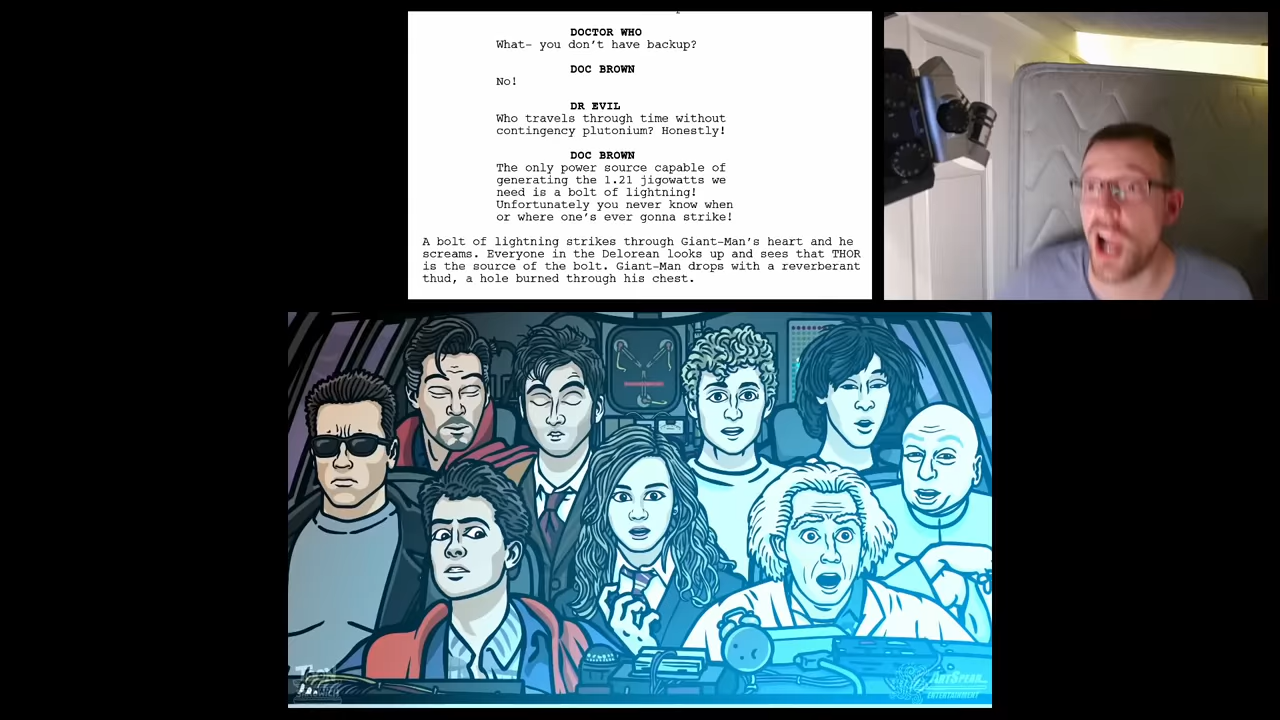 DOCTOR WHO
What- you don't have backup?
DOC BROWN
No!
DR EVIL
Who travels through time without
contingency plutonium? Honestly!
DOC BROWN
The only power source capable of
generating the 1.21 jigowatts we
need is a bolt of lightning!
Unfortunately you never know when
or where one's ever gonna strike!
A bolt of lightning strikes through Giant-Man's heart and he
screams. Everyone in the Delorean looks up and sees that THOR
is the source of the bolt. Giant-Man drops with a reverberant
thud, a hole burned through his chest.
ArtSpear
Entertainment